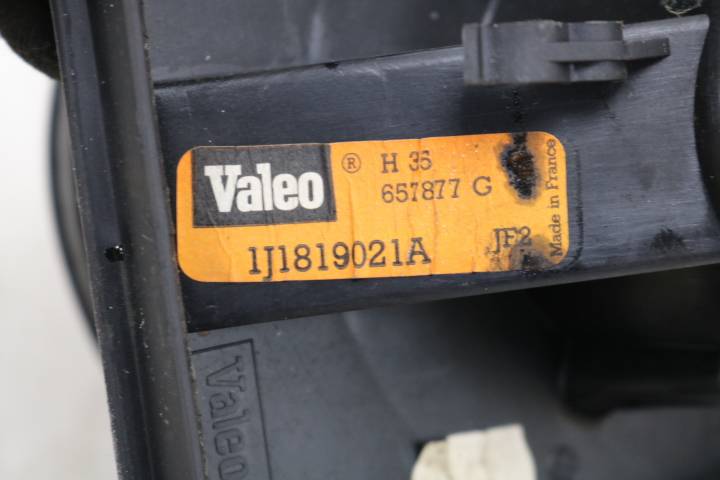 Valeo ® H 35
657877 G
1J1819021A JF2
Made in France
Valeo